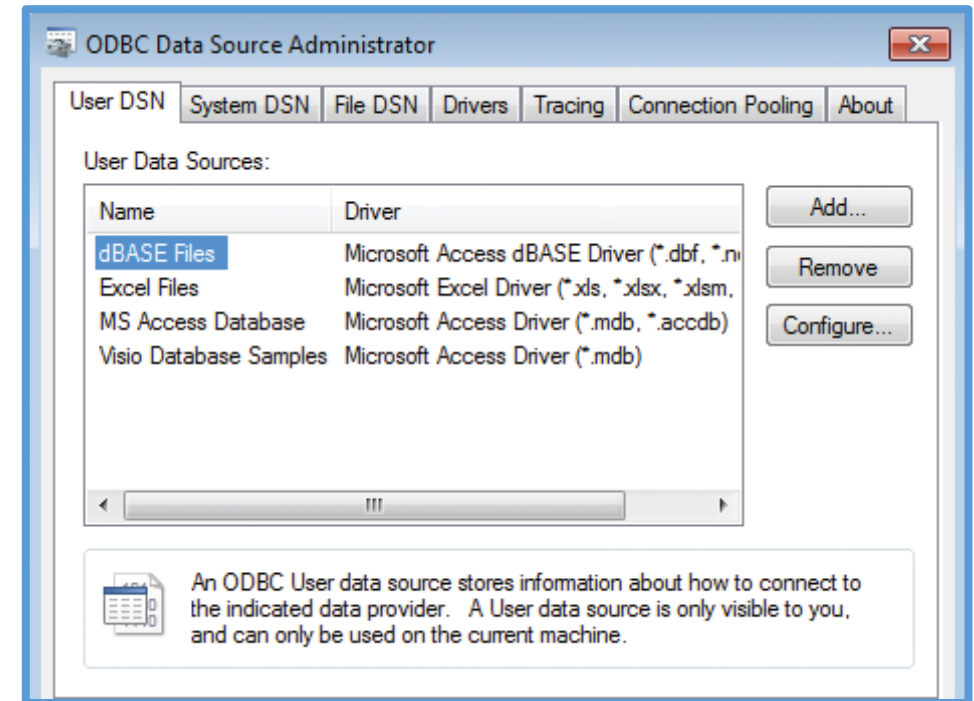 ODBC Data Source Administrator
User DSN System DSN File DSN Drivers Tracing Connection Pooling About
User Data Sources:
Name Driver
Add...
dBASE Files Microsoft Access dBASE Driver (*.dbf, *.n
Remove
Excel Files Microsoft Excel Driver (*.xls, *.xlsx, *.xlsm,
MS Access Database Microsoft Access Driver (*.mdb, *.accdb)
Configure...
Visio Database Samples Microsoft Access Driver (*.mdb)
An ODBC User data source stores information about how to connect to
the indicated data provider. A User data source is only visible to you,
and can only be used on the current machine.